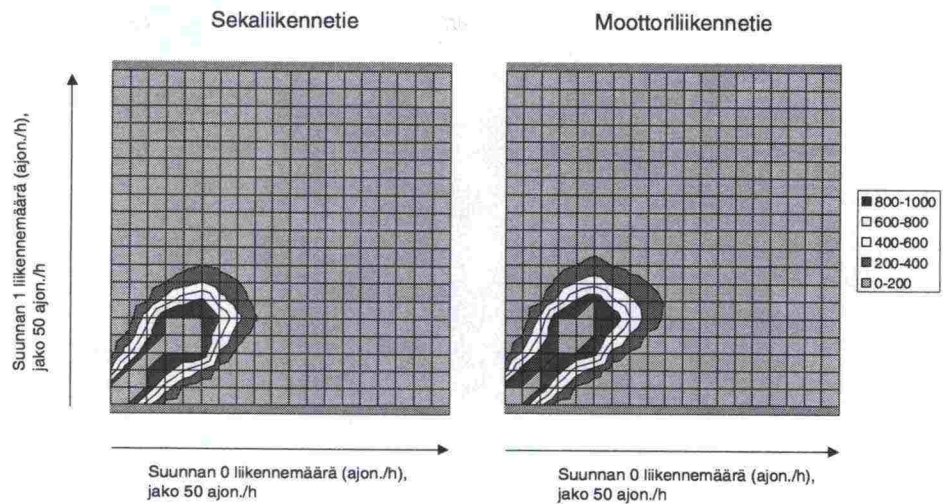 Sekaliikennetie
Moottoriliikennetie
Suunnan 1 liikennemäärä (ajon./h),
jako 50 ajon./h
800-1000
600-800
400-600
200-400
0-200
Suunnan 0 liikennemäärä (ajon./h),
jako 50 ajon./h
Suunnan 0 liikennemäärä (ajon./h),
jako 50 ajon./h